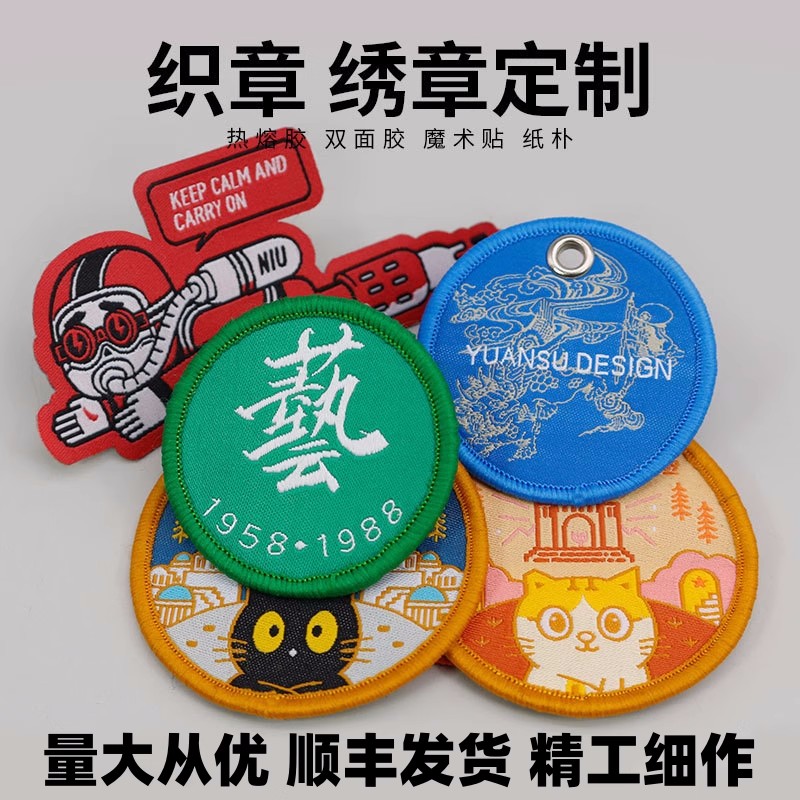 织章 绣章定制
热熔胶 双面胶 魔术贴 纸朴
KEEP CALM AND
CARRY ON
NIU
YUANSU DESIGN
藝
1958·1988
量大从优 顺丰发货 精工细作